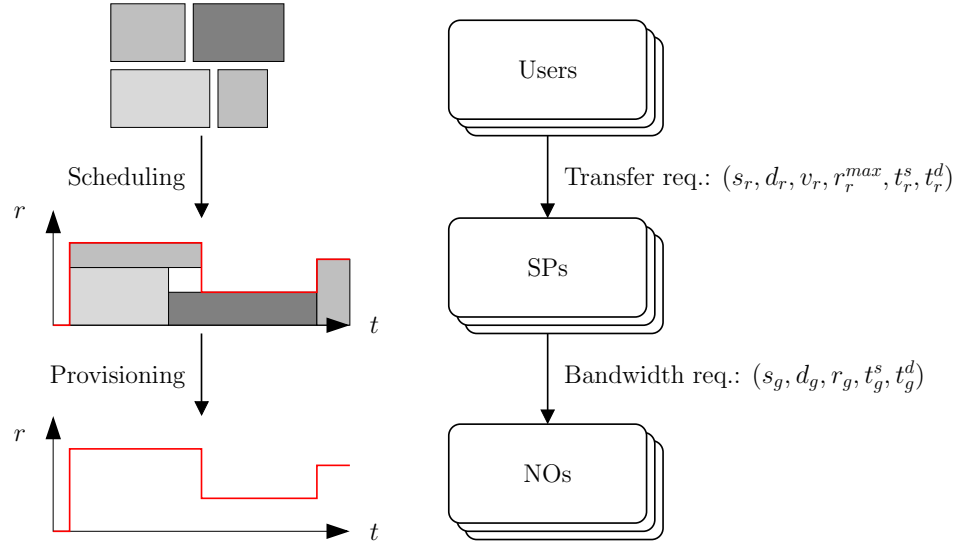 Users
Scheduling
Transfer req.: $(s_r, d_r, v_r, r_r^{max}, t_r^s, t_r^d)$
r
SPs
t
Provisioning
Bandwidth req.: $(s_g, d_g, r_g, t_g^s, t_g^d)$
r
NOs
t